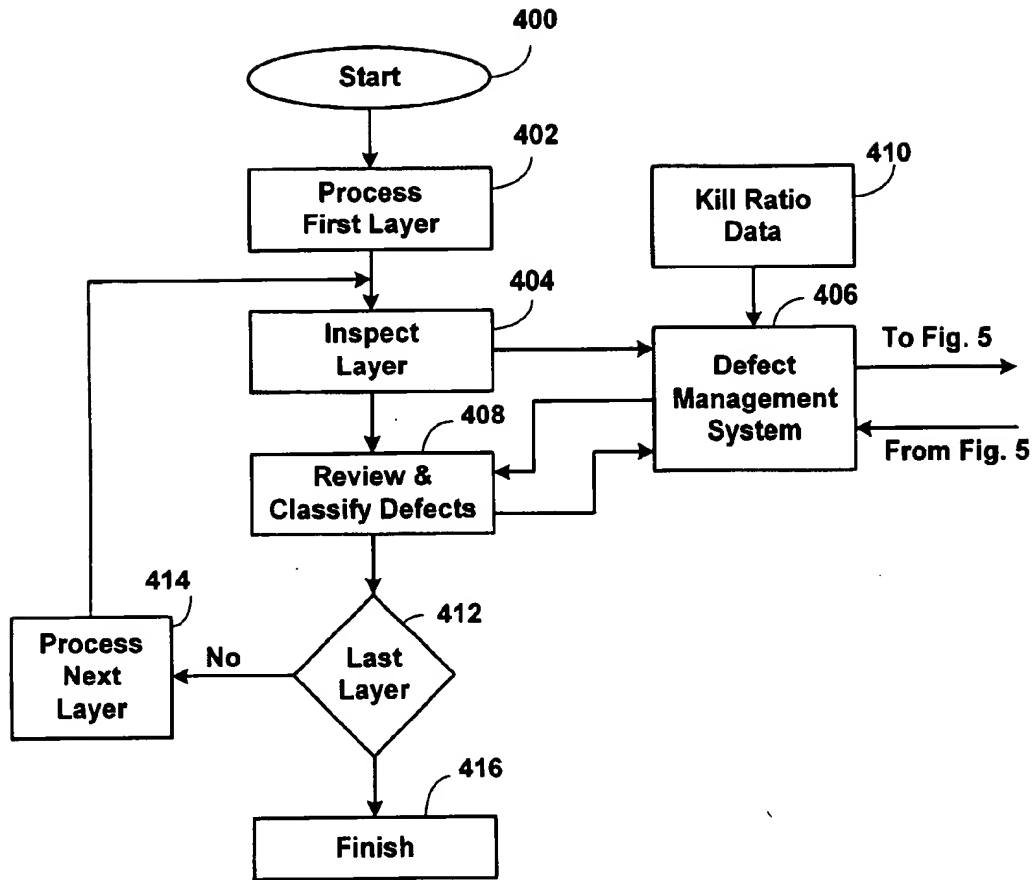 400
Start
402
Process
First Layer
410
Kill Ratio
Data
404
Inspect
Layer
406
Defect
Management
System
To Fig. 5
From Fig. 5
408
Review &
Classify Defects
414
Process
Next
Layer
No
412
Last
Layer
416
Finish